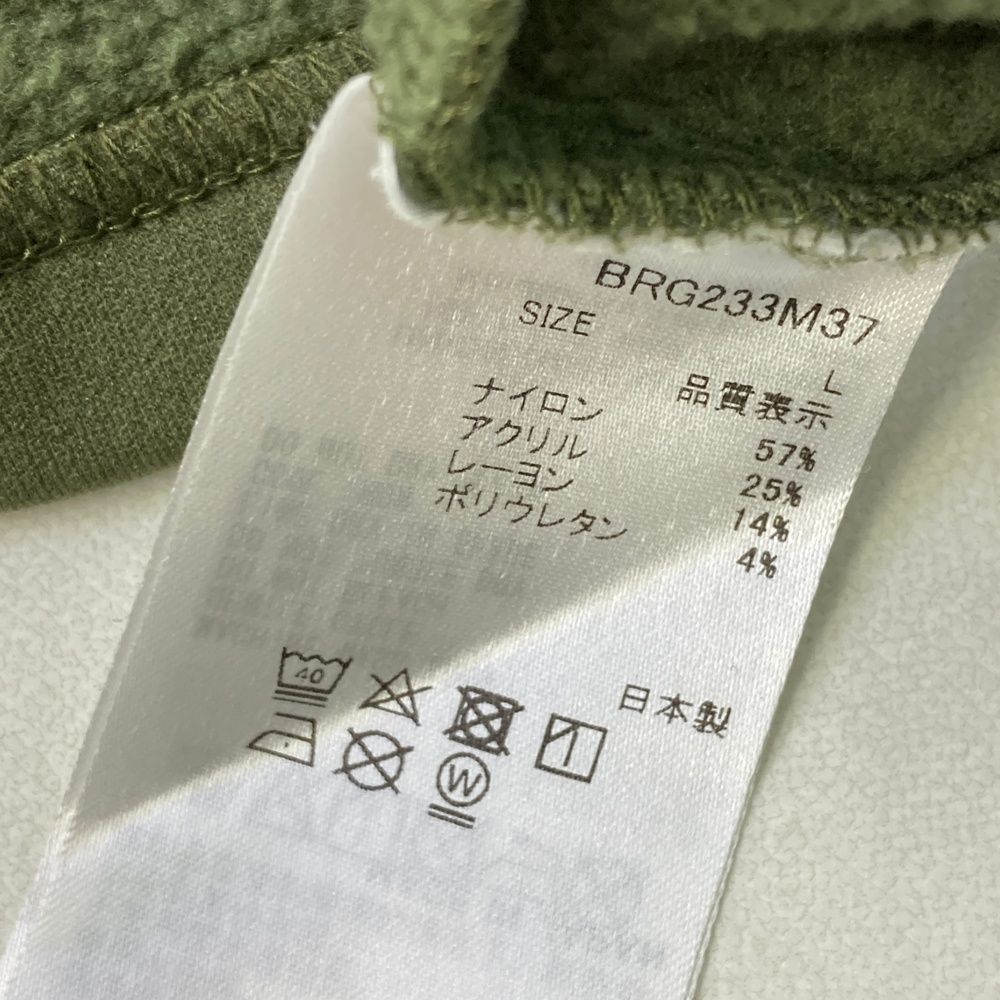 BRG233M37
SIZE L
品質表示
ナイロン 57%
アクリル 25%
レーヨン 14%
ポリウレタン 4%
日本製
40
W